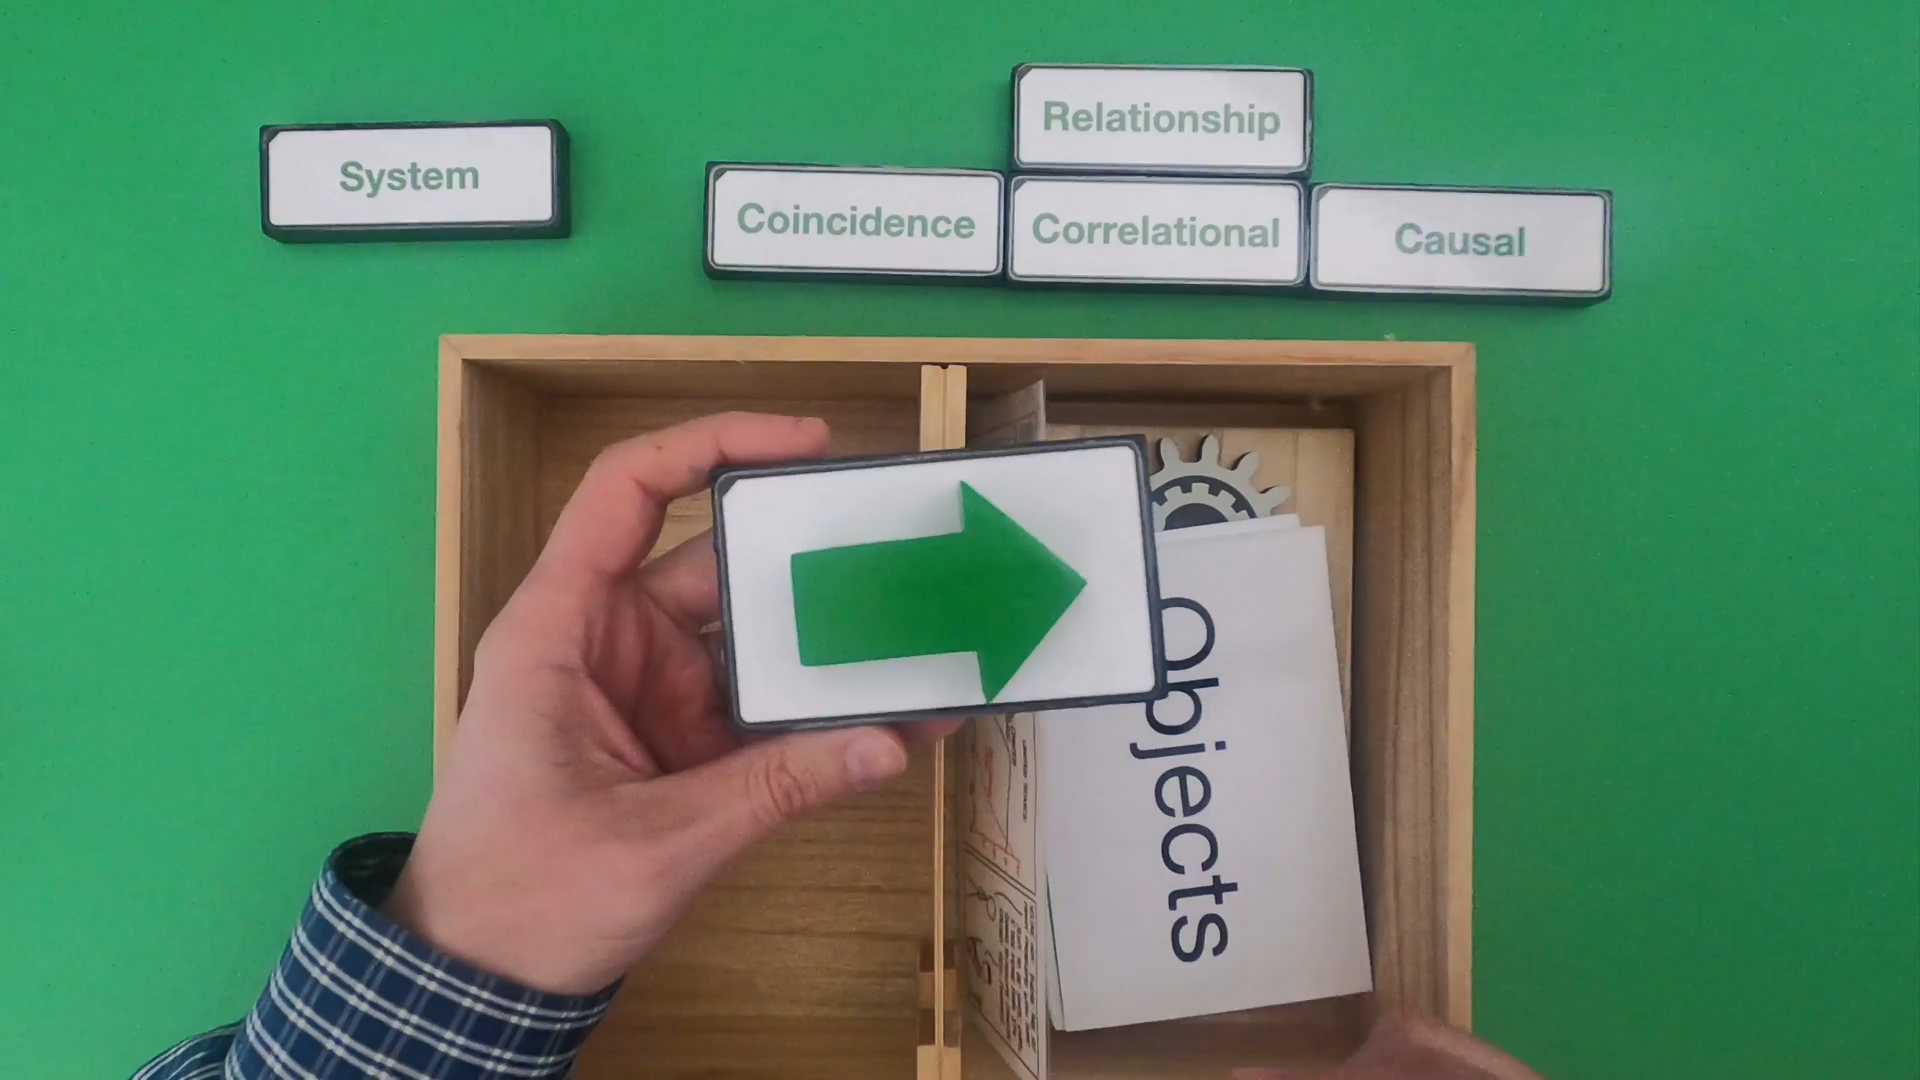 System
Relationship
Coincidence
Correlational
Causal
Objects